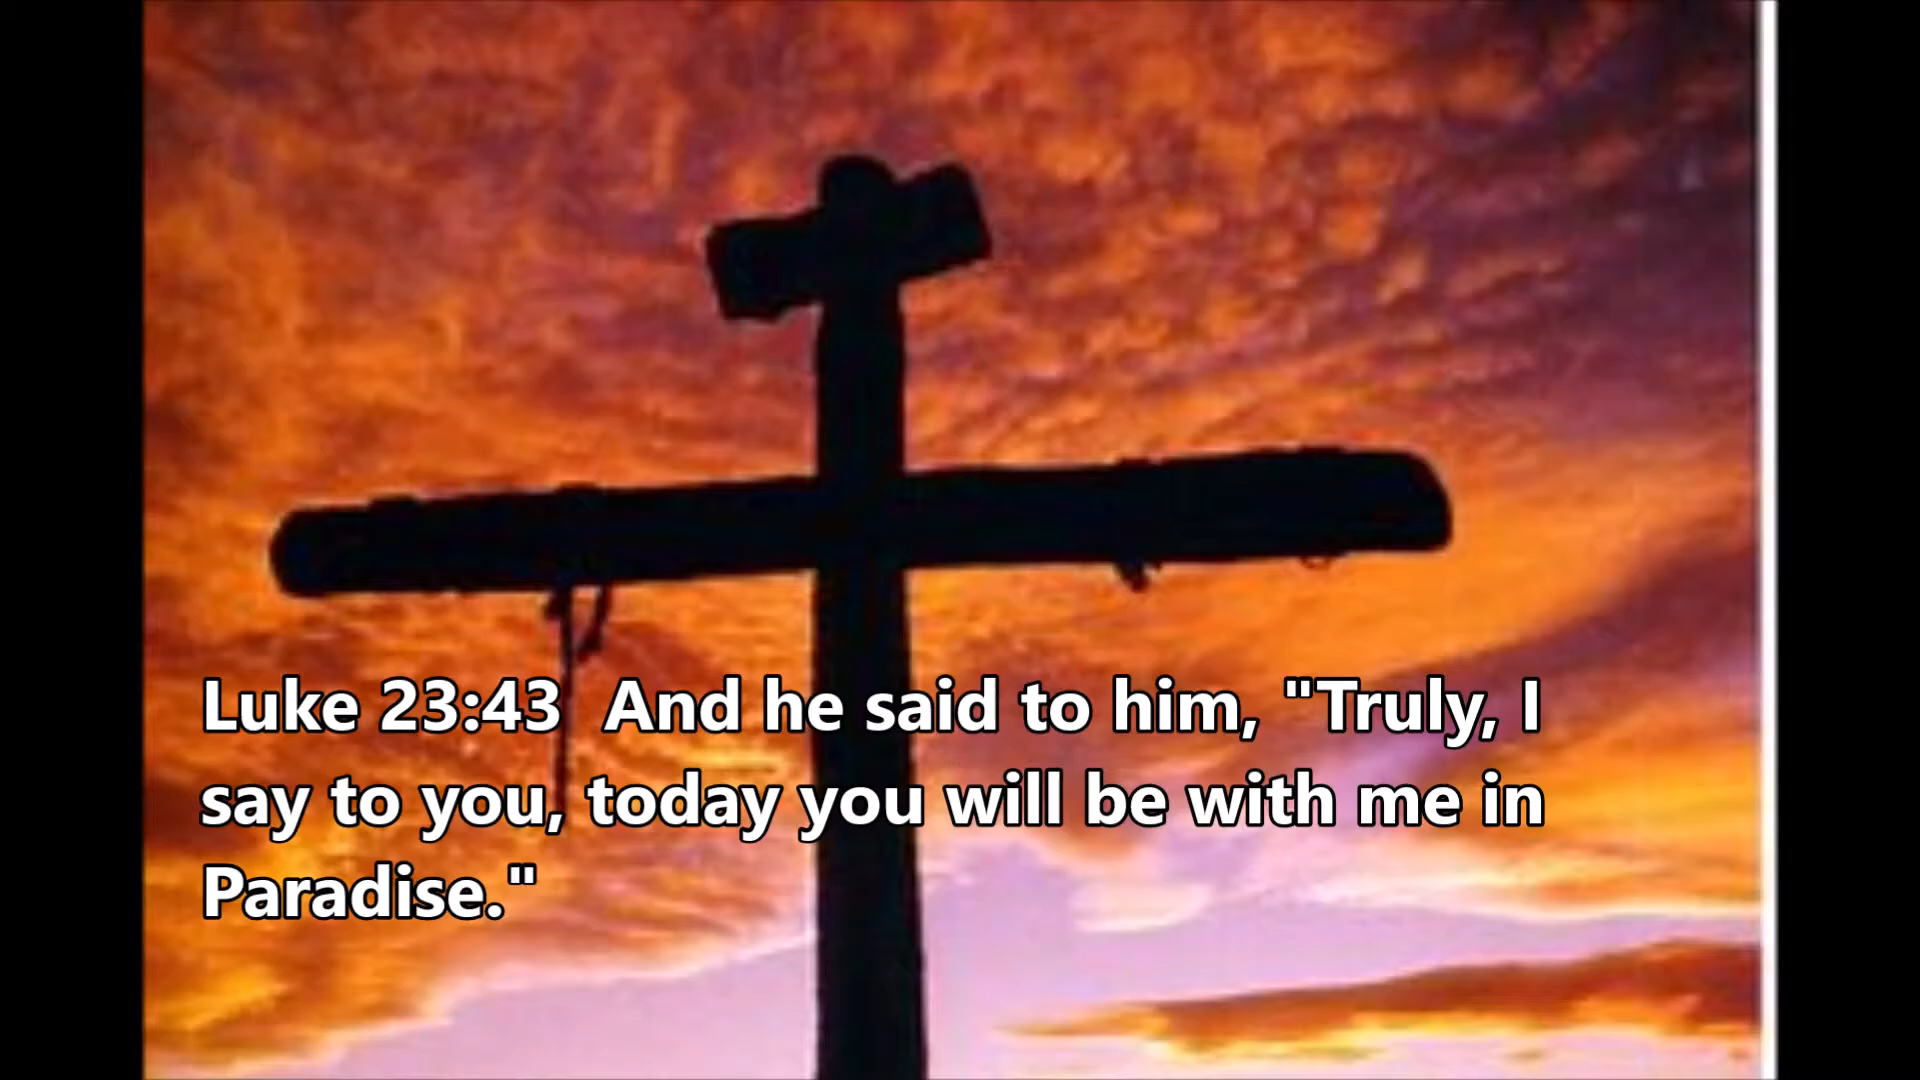 Luke 23:43  And he said to him, "Truly, I
say to you, today you will be with me in
Paradise."